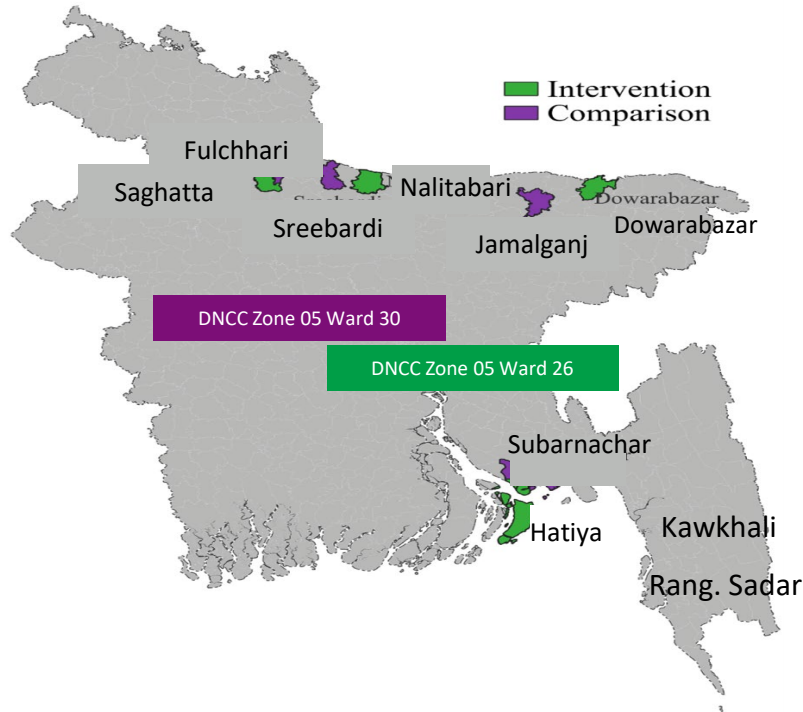 Intervention
Comparison
Fulchhari
Saghatta
Nalitabari
Dowarabazar
Sreebardi
Jamalganj
Dowarabazar
DNCC Zone 05 Ward 30
DNCC Zone 05 Ward 26
Subarnachar
Hatiya
Kawkhali
Rang. Sadar